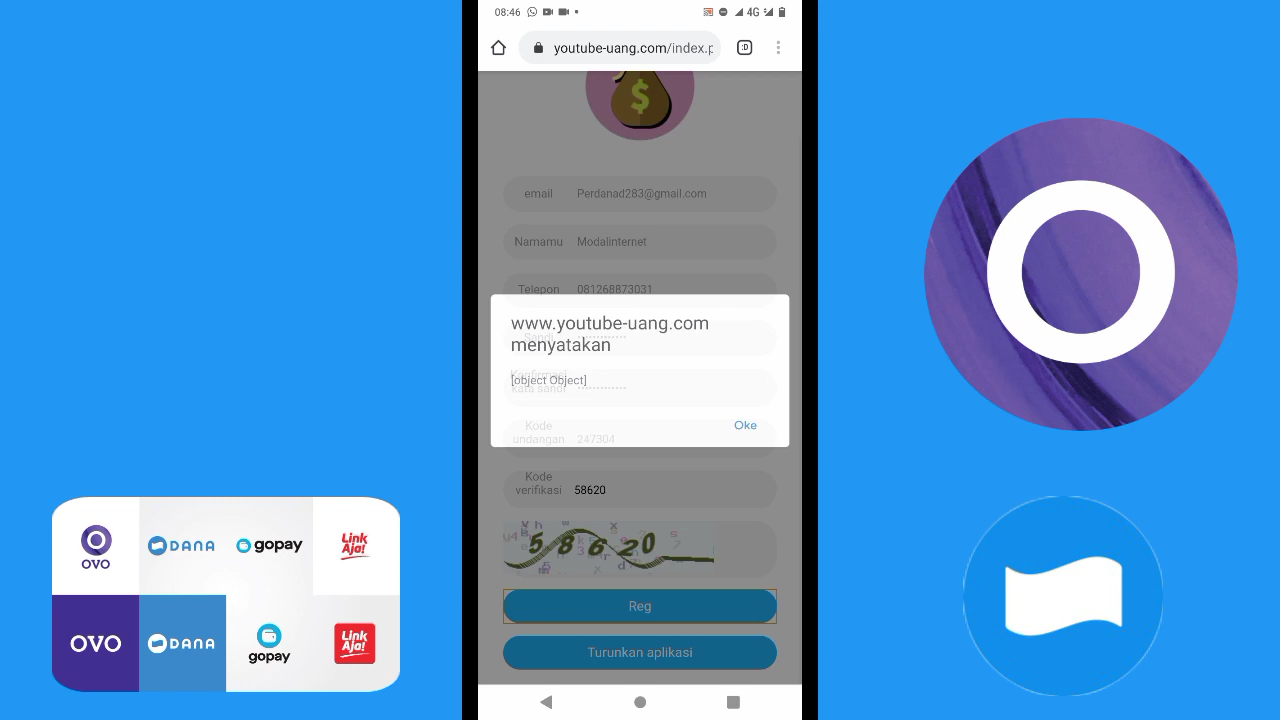 08:46
4G
youtube-uang.com/index.p
:D
$
email Perdanad283@gmail.com
Namamu Modalinternet
Telepon 081268873031
www.youtube-uang.com
menyatakan
Sandi
[object Object]
Konfirmasi
kata sandi
Oke
Kode
undangan 247304
Kode
verifikasi 58620
58620
Reg
Turunkan aplikasi
OVO
DANA
gopay
Link
Aja!
OVO
DANA
gopay
Link
Aja!